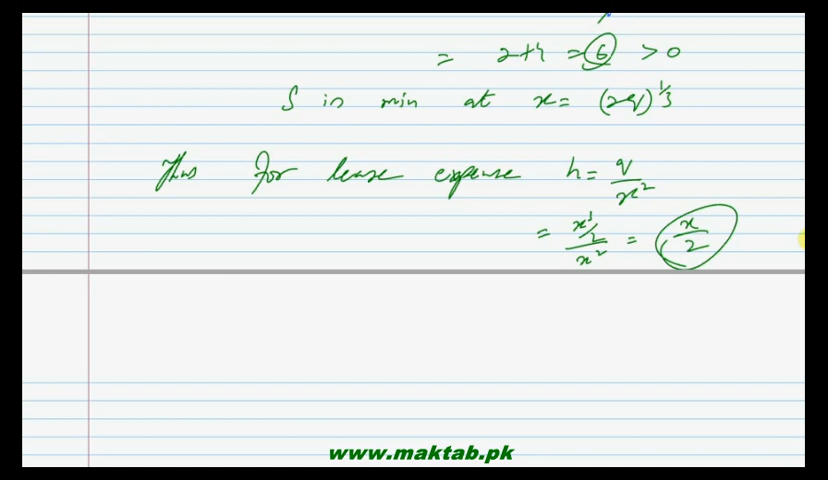 = 2+4 = 6 > 0
S is min at x = (2q)^1/3
Thus For least expense h = q/x²
= (x³/2)/x² = x/2
www.maktab.pk